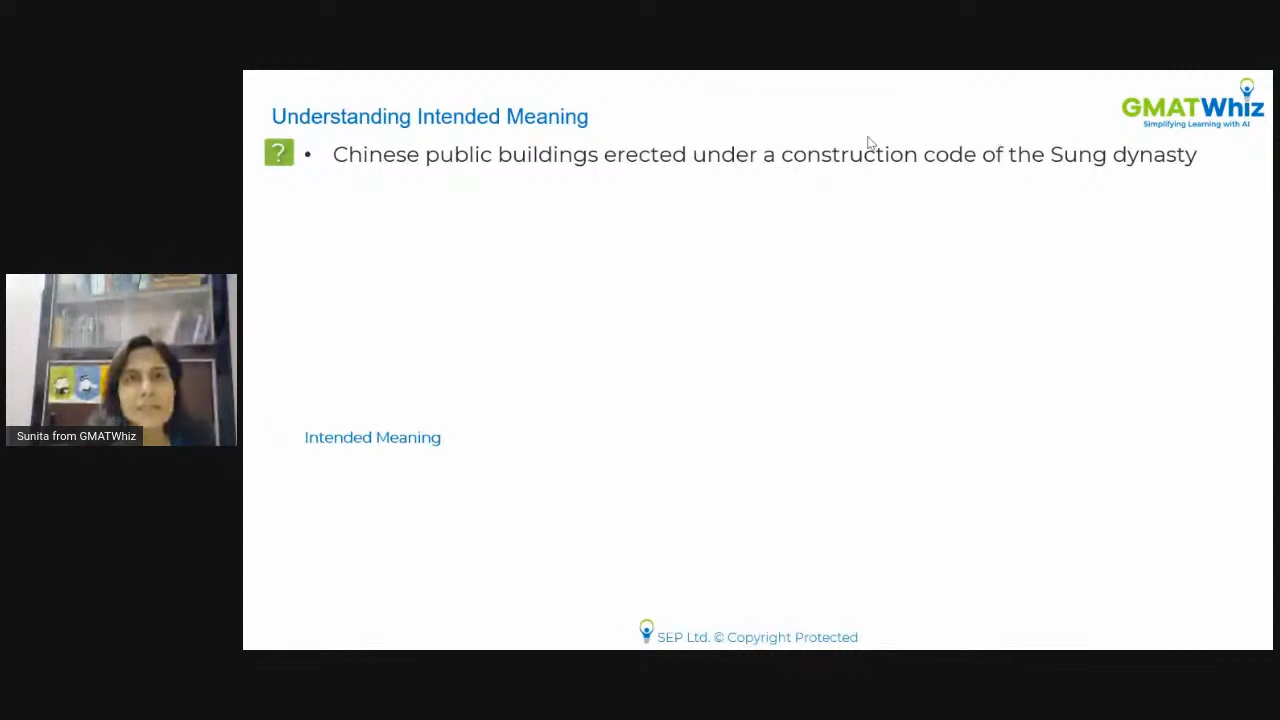 Understanding Intended Meaning
GMATWhiz
Simplifying Learning with AI
? • Chinese public buildings erected under a construction code of the Sung dynasty
Sunita from GMATWhiz
Intended Meaning
SEP Ltd. © Copyright Protected